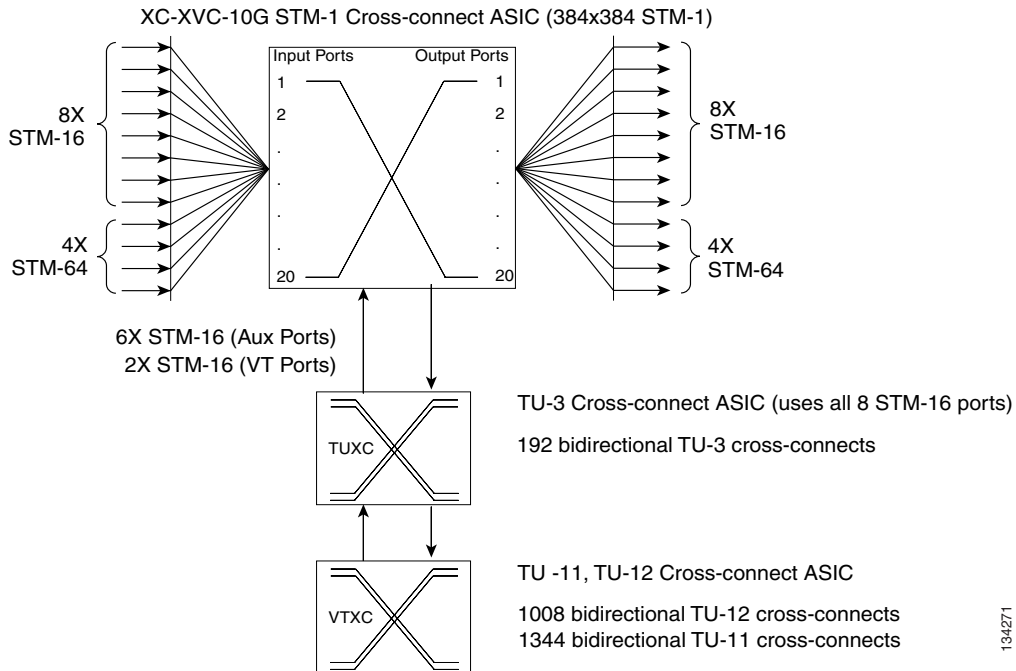 XC-XVC-10G STM-1 Cross-connect ASIC (384x384 STM-1)
Input Ports
Output Ports
1
1
2
2
.
.
.
.
.
.
.
.
20
20
8X
STM-16
4X
STM-64
8X
STM-16
4X
STM-64
6X STM-16 (Aux Ports)
2X STM-16 (VT Ports)
TUXC
TU-3 Cross-connect ASIC (uses all 8 STM-16 ports)
192 bidirectional TU-3 cross-connects
VTXC
TU -11, TU-12 Cross-connect ASIC
1008 bidirectional TU-12 cross-connects
1344 bidirectional TU-11 cross-connects
134271